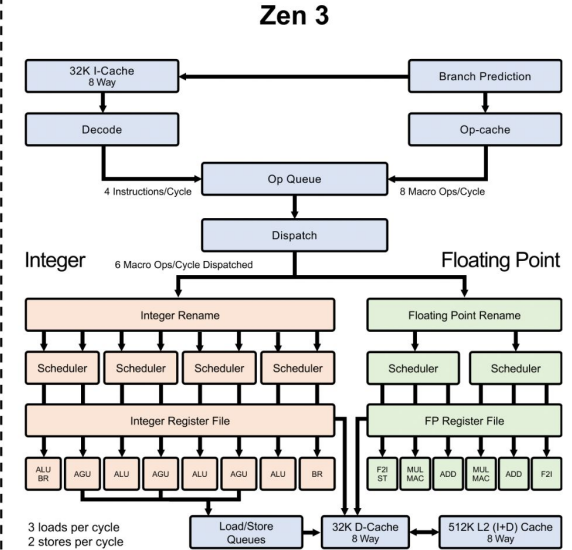 Zen 3
32K I-Cache
8 Way
Branch Prediction
Decode
Op-cache
4 Instructions/Cycle
Op Queue
8 Macro Ops/Cycle
Dispatch
Integer
6 Macro Ops/Cycle Dispatched
Floating Point
Integer Rename
Floating Point Rename
Scheduler
Scheduler
Scheduler
Scheduler
Scheduler
Scheduler
Integer Register File
FP Register File
ALU
BR
AGU
ALU
AGU
ALU
AGU
ALU
BR
F2I
ST
MUL
MAC
ADD
MUL
MAC
ADD
F2I
3 loads per cycle
2 stores per cycle
Load/Store
Queues
32K D-Cache
8 Way
512K L2 (I+D) Cache
8 Way